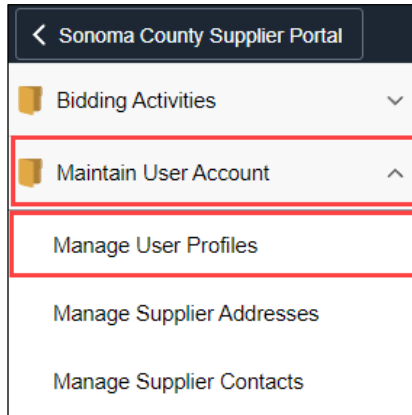 Sonoma County Supplier Portal
Bidding Activities
Maintain User Account
Manage User Profiles
Manage Supplier Addresses
Manage Supplier Contacts